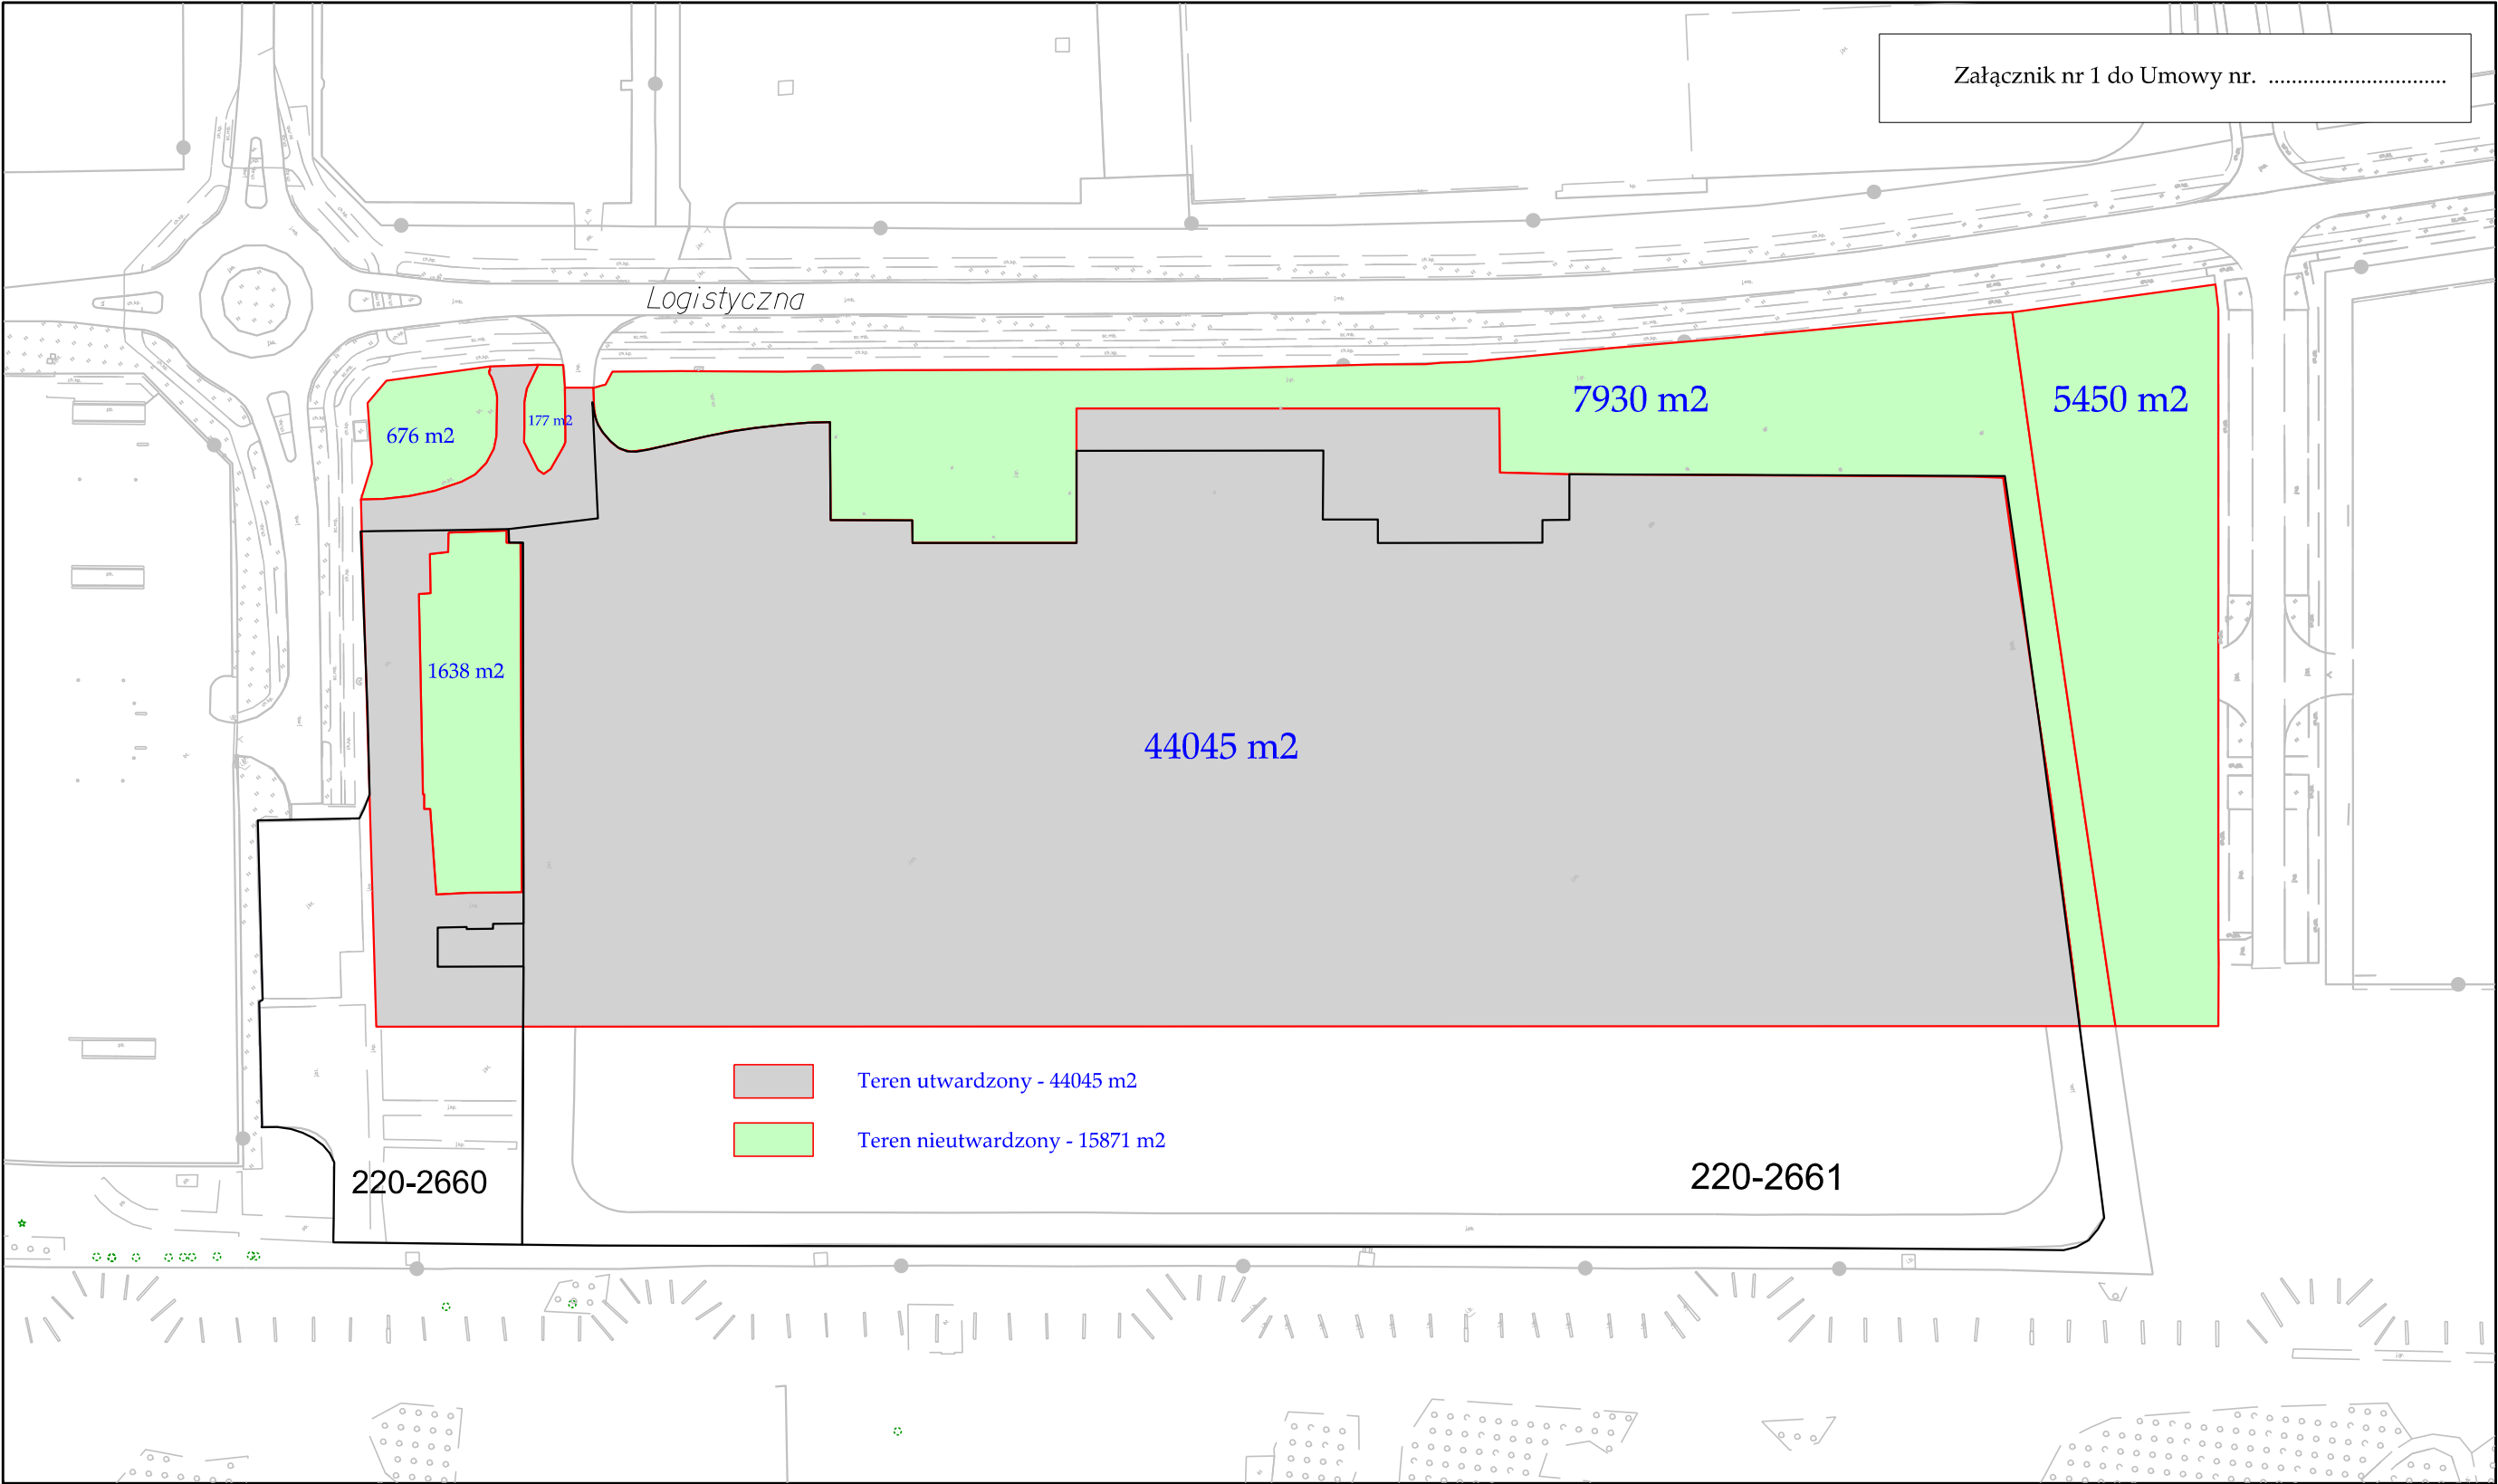 Załącznik nr 1 do Umowy nr. ...............................
Logistyczna
7930 m2
5450 m2
676 m2
177 m2
1638 m2
44045 m2
Teren utwardzony - 44045 m2
Teren nieutwardzony - 15871 m2
220-2660
220-2661